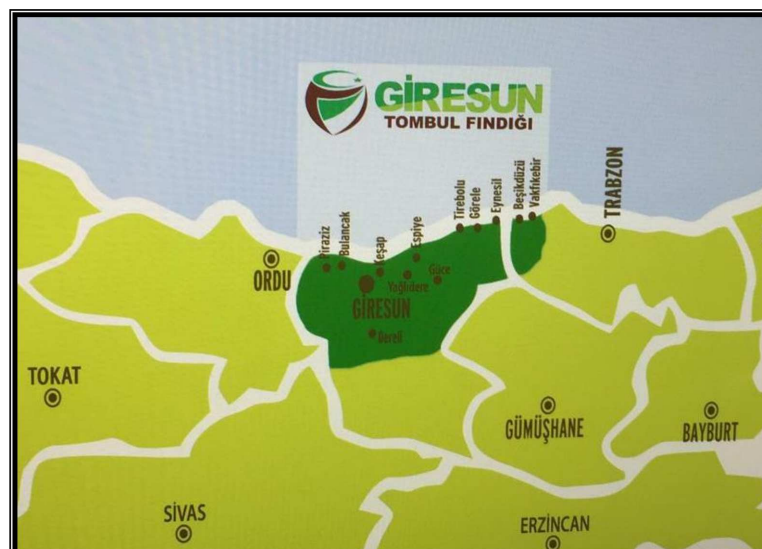 GİRESUN
TOMBUL FINDIĞI
Piraziz
Bulancak
Keşap
Espiye
Tirebolu
Görele
Eynesil
Beşikdüzü
Vakfıkebir
TRABZON
ORDU
Yağlıdere
Güce
GİRESUN
Dereli
TOKAT
GÜMÜŞHANE
BAYBURT
SİVAS
ERZİNCAN